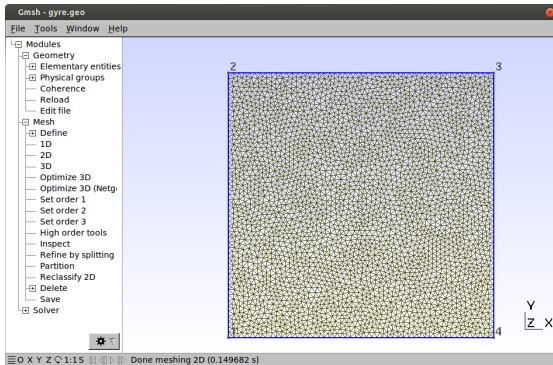 Gmsh - gyre.geo
File Tools Window Help
Modules
Geometry
Elementary entities
Physical groups
Coherence
Reload
Edit file
Mesh
Define
1D
2D
3D
Optimize 3D
Optimize 3D (Netg
Set order 1
Set order 2
Set order 3
High order tools
Inspect
Refine by splitting
Partition
Reclassify 2D
Delete
Save
Solver
2 3
1 4
Y
Z X
O X Y Z 1:1 S Done meshing 2D (0.149682 s)